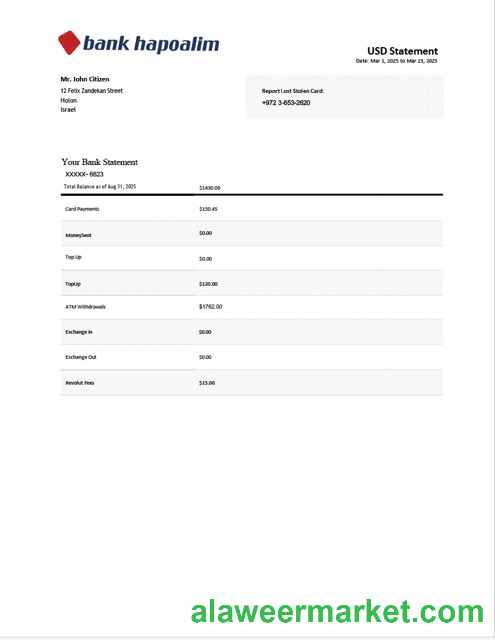 bank hapoalim
USD Statement
Date: Mar 1, 2025 to Mar 23, 2025
Mr. John Citizen
12 Felix Zandekan Street
Holon
Israel
Report Lost Stolen Card:
+972 3-653-2620
Your Bank Statement
XXXXX- 6623
Total Balance as of Aug 31, 2025 $1430.00
Card Payments $150.45
MoneySent $0.00
Top Up $0.00
TopUp $120.00
ATM Withdrawals $1762.00
Exchange In $0.00
Exchange Out $0.00
Revolut Fees $15.00
alaweermarket.com